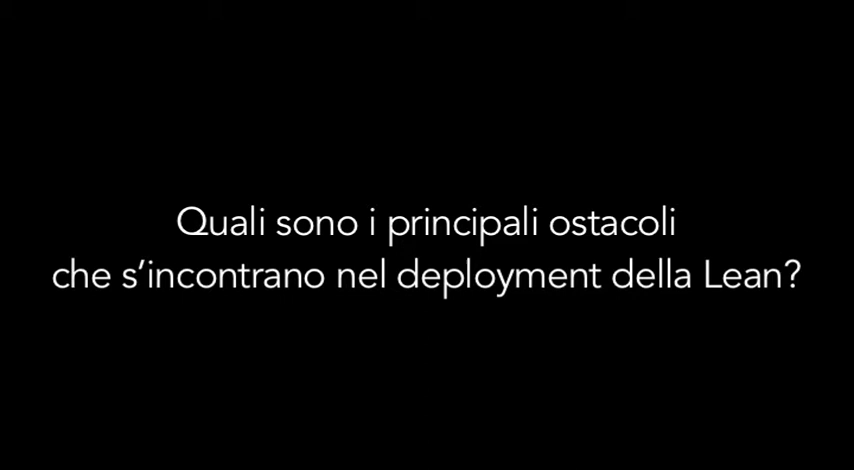 Quali sono i principali ostacoli
che s’incontrano nel deployment della Lean?